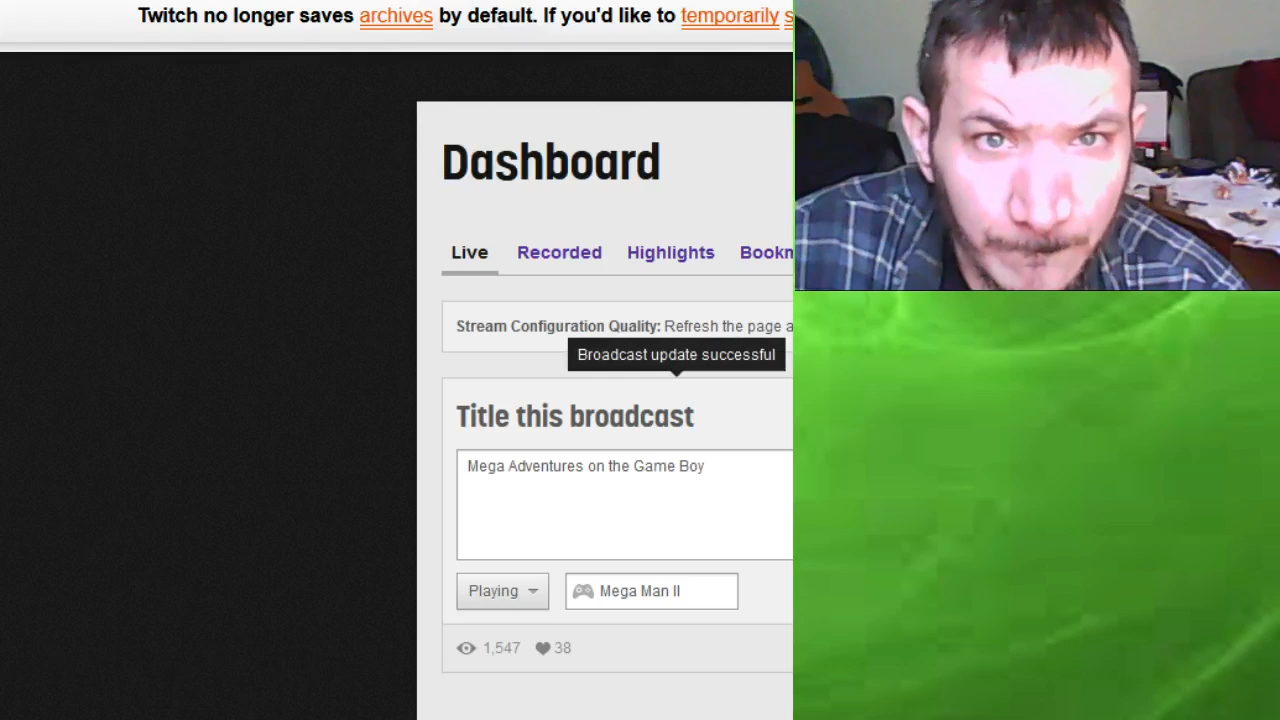 Twitch no longer saves archives by default. If you'd like to temporarily s
Dashboard
Live Recorded Highlights Bookn
Stream Configuration Quality: Refresh the page a
Broadcast update successful
Title this broadcast
Mega Adventures on the Game Boy
Playing Mega Man II
1,547 38